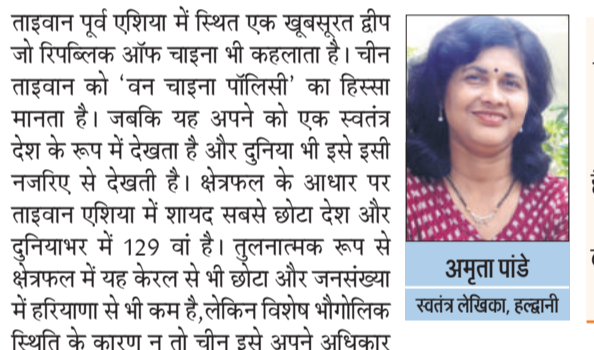 ताइवान पूर्व एशिया में स्थित एक खूबसूरत द्वीप
जो रिपब्लिक ऑफ चाइना भी कहलाता है। चीन
ताइवान को ‘वन चाइना पॉलिसी’ का हिस्सा
मानता है। जबकि यह अपने को एक स्वतंत्र
देश के रूप में देखता है और दुनिया भी इसे इसी
नजरिए से देखती है। क्षेत्रफल के आधार पर
ताइवान एशिया में शायद सबसे छोटा देश और
दुनियाभर में 129 वां है। तुलनात्मक रूप से
क्षेत्रफल में यह केरल से भी छोटा और जनसंख्या
में हरियाणा से भी कम है,लेकिन विशेष भौगोलिक
स्थिति के कारण न तो चीन इसे अपने अधिकार
अमृता पांडे
स्वतंत्र लेखिका, हल्द्वानी